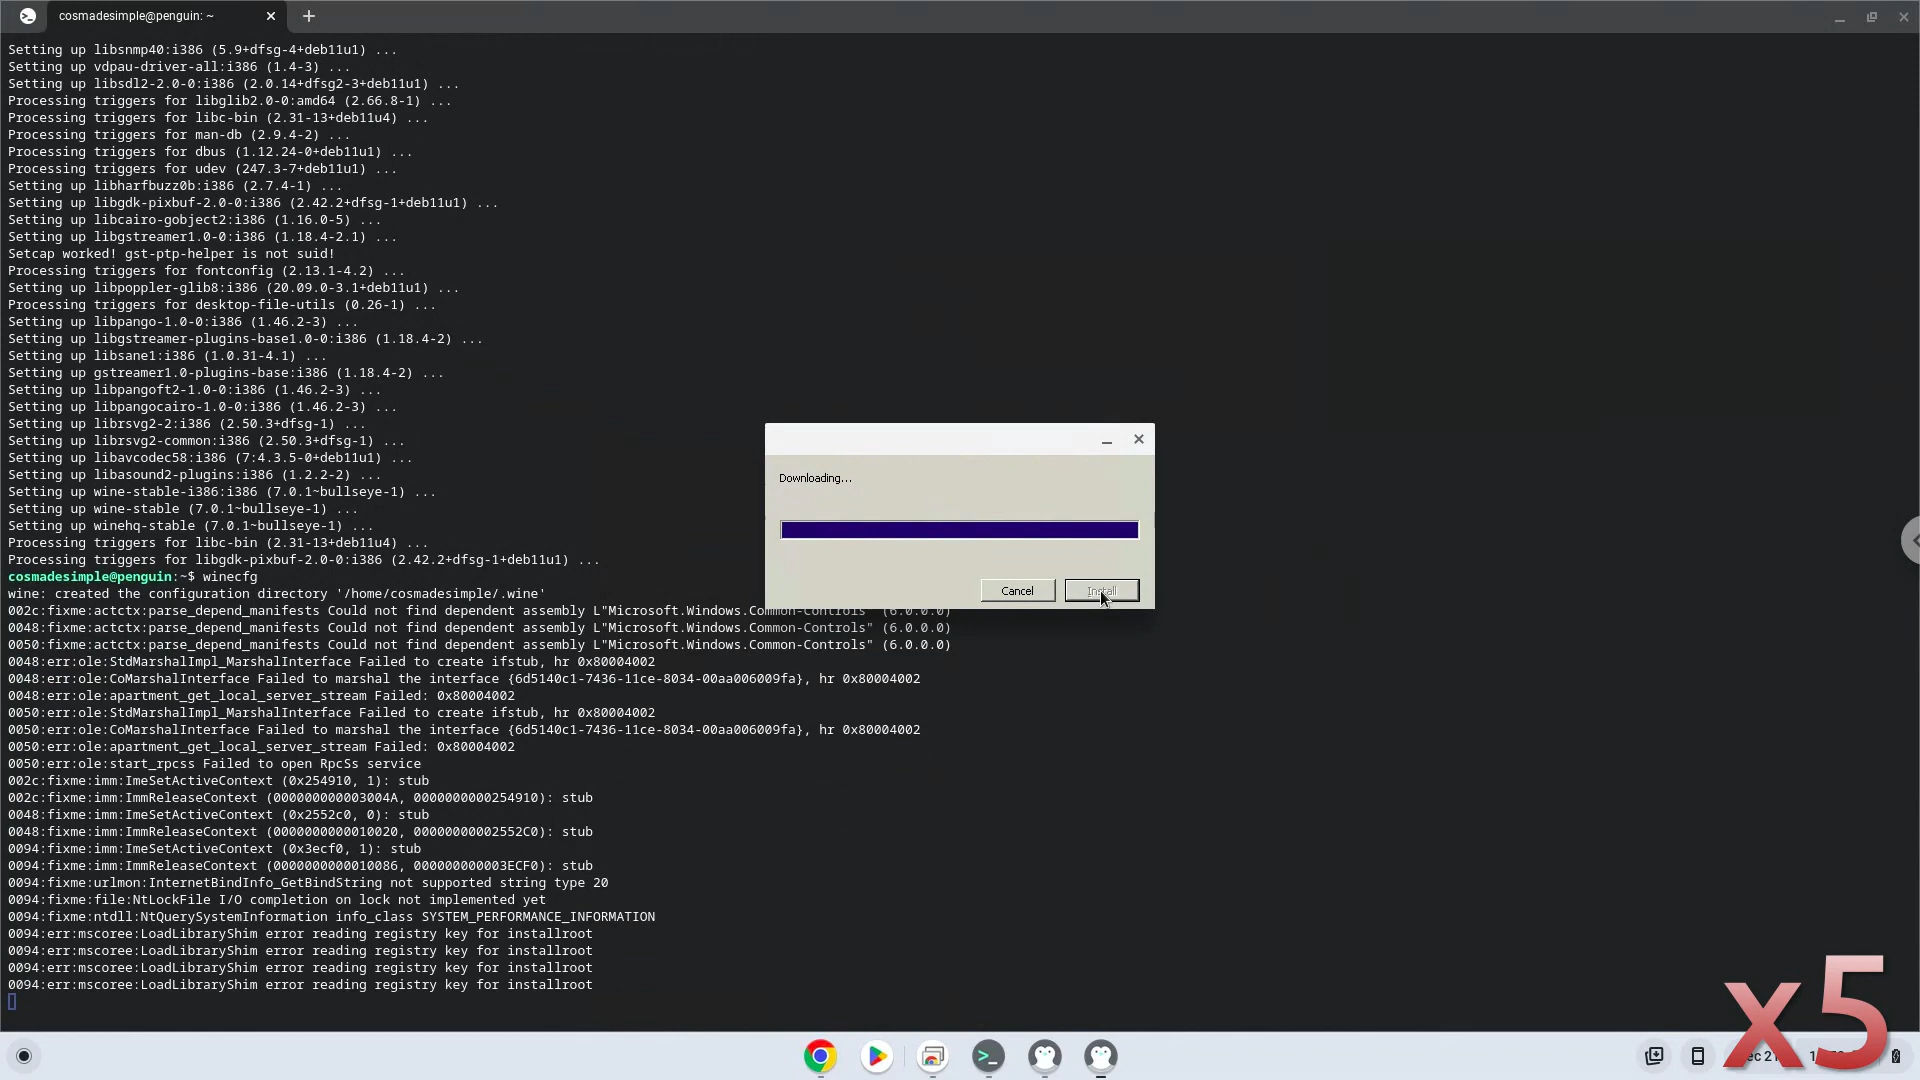 cosmadesimple@penguin: ~
Setting up libsnmp40:i386 (5.9+dfsg-4+deb11u1) ...
Setting up vdpau-driver-all:i386 (1.4-3) ...
Setting up libsdl2-2.0-0:i386 (2.0.14+dfsg2-3+deb11u1) ...
Processing triggers for libglib2.0-0:amd64 (2.66.8-1) ...
Processing triggers for libc-bin (2.31-13+deb11u4) ...
Processing triggers for man-db (2.9.4-2) ...
Processing triggers for dbus (1.12.24-0+deb11u1) ...
Processing triggers for udev (247.3-7+deb11u1) ...
Setting up libharfbuzz0b:i386 (2.7.4-1) ...
Setting up libgdk-pixbuf-2.0-0:i386 (2.42.2+dfsg-1+deb11u1) ...
Setting up libcairo-gobject2:i386 (1.16.0-5) ...
Setting up libgstreamer1.0-0:i386 (1.18.4-2.1) ...
Setcap worked! gst-ptp-helper is not suid!
Processing triggers for fontconfig (2.13.1-4.2) ...
Setting up libpoppler-glib8:i386 (20.09.0-3.1+deb11u1) ...
Processing triggers for desktop-file-utils (0.26-1) ...
Setting up libpango-1.0-0:i386 (1.46.2-3) ...
Setting up libgstreamer-plugins-base1.0-0:i386 (1.18.4-2) ...
Setting up libsane1:i386 (1.0.31-4.1) ...
Setting up gstreamer1.0-plugins-base:i386 (1.18.4-2) ...
Setting up libpangoft2-1.0-0:i386 (1.46.2-3) ...
Setting up libpangocairo-1.0-0:i386 (1.46.2-3) ...
Setting up librsvg2-2:i386 (2.50.3+dfsg-1) ...
Setting up librsvg2-common:i386 (2.50.3+dfsg-1) ...
Setting up libavcodec58:i386 (7:4.3.5-0+deb11u1) ...
Setting up libasound2-plugins:i386 (1.2.2-2) ...
Setting up wine-stable-i386:i386 (7.0.1~bullseye-1) ...
Setting up wine-stable (7.0.1~bullseye-1) ...
Setting up winehq-stable (7.0.1~bullseye-1) ...
Processing triggers for libc-bin (2.31-13+deb11u4) ...
Processing triggers for libgdk-pixbuf-2.0-0:i386 (2.42.2+dfsg-1+deb11u1) ...
cosmadesimple@penguin:~$ winecfg
wine: created the configuration directory '/home/cosmadesimple/.wine'
002c:fixme:actctx:parse_depend_manifests Could not find dependent assembly L"Microsoft.Windows.Common-Controls" (6.0.0.0)
0048:fixme:actctx:parse_depend_manifests Could not find dependent assembly L"Microsoft.Windows.Common-Controls" (6.0.0.0)
0050:fixme:actctx:parse_depend_manifests Could not find dependent assembly L"Microsoft.Windows.Common-Controls" (6.0.0.0)
0048:err:ole:StdMarshalImpl_MarshalInterface Failed to create ifstub, hr 0x80004002
0048:err:ole:CoMarshalInterface Failed to marshal the interface {6d5140c1-7436-11ce-8034-00aa006009fa}, hr 0x80004002
0048:err:ole:apartment_get_local_server_stream Failed: 0x80004002
0050:err:ole:StdMarshalImpl_MarshalInterface Failed to create ifstub, hr 0x80004002
0050:err:ole:CoMarshalInterface Failed to marshal the interface {6d5140c1-7436-11ce-8034-00aa006009fa}, hr 0x80004002
0050:err:ole:apartment_get_local_server_stream Failed: 0x80004002
0050:err:ole:start_rpcss Failed to open RpcSs service
002c:fixme:imm:ImeSetActiveContext (0x254910, 1): stub
002c:fixme:imm:ImmReleaseContext (000000000003004A, 0000000000254910): stub
0048:fixme:imm:ImeSetActiveContext (0x2552c0, 0): stub
0048:fixme:imm:ImmReleaseContext (0000000000010020, 00000000002552C0): stub
0094:fixme:imm:ImeSetActiveContext (0x3ecf0, 1): stub
0094:fixme:imm:ImmReleaseContext (0000000000010086, 000000000003ECF0): stub
0094:fixme:urlmon:InternetBindInfo_GetBindString not supported string type 20
0094:fixme:file:NtLockFile I/O completion on lock not implemented yet
0094:fixme:ntdll:NtQuerySystemInformation info_class SYSTEM_PERFORMANCE_INFORMATION
0094:err:mscoree:LoadLibraryShim error reading registry key for installroot
0094:err:mscoree:LoadLibraryShim error reading registry key for installroot
0094:err:mscoree:LoadLibraryShim error reading registry key for installroot
0094:err:mscoree:LoadLibraryShim error reading registry key for installroot
Downloading...
Cancel
Install
x5